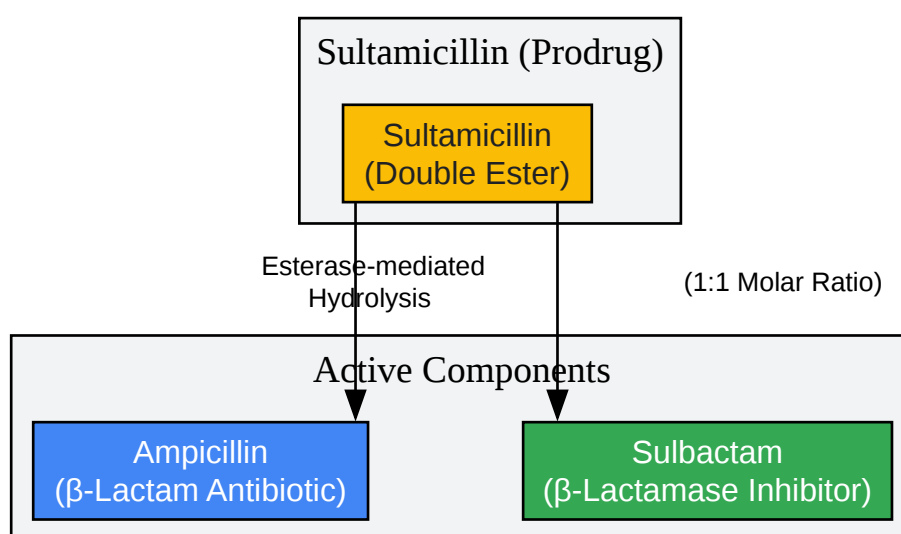 Sultamicillin (Prodrug)
Sultamicillin
(Double Ester)
Esterase-mediated
Hydrolysis
(1:1 Molar Ratio)
Active Components
Ampicillin
(β-Lactam Antibiotic)
Sulbactam
(β-Lactamase Inhibitor)